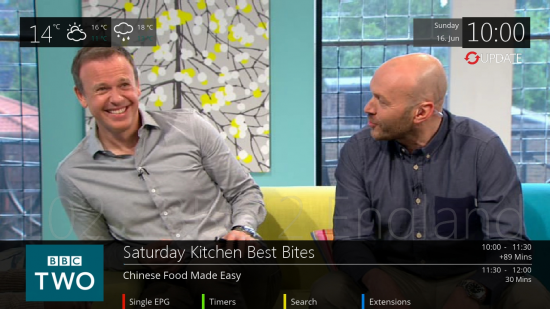 14 °C 16 °C 18 °C
Sunday
16. Jun
10:00
UPDATE
England
BBC
TWO
Saturday Kitchen Best Bites
10:00 - 11:30
+89 Mins
Chinese Food Made Easy
11:30 - 12:00
30 Mins
Single EPG Timers Search Extensions